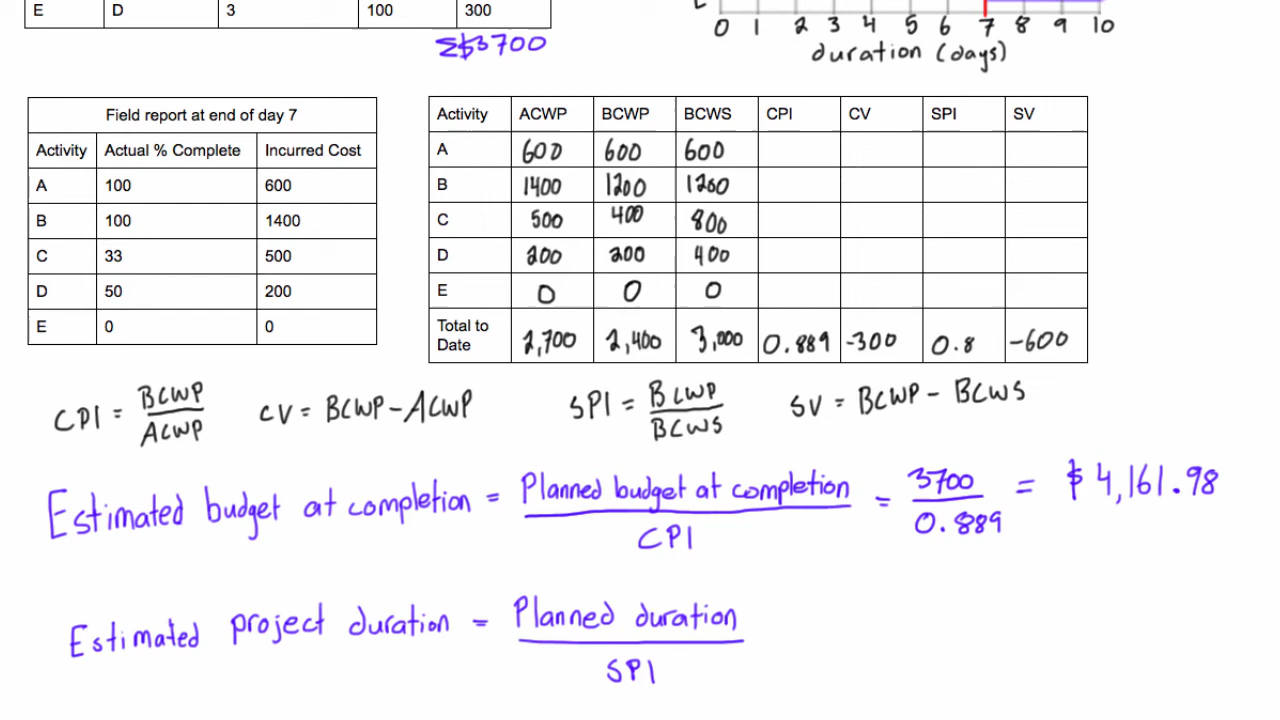 E D 3 100 300
Σ$3700
0 1 2 3 4 5 6 7 8 9 10
duration (days)
Field report at end of day 7
Activity Actual % Complete Incurred Cost
A 100 600
B 100 1400
C 33 500
D 50 200
E 0 0
Activity ACWP BCWP BCWS CPI CV SPI SV
A 600 600 600
B 1400 1200 1200
C 500 400 800
D 200 200 400
E 0 0 0
Total to
Date 2,700 2,400 3,000 0.889 -300 0.8 -600
CPI = BCWP / ACWP CV = BCWP - ACWP SPI = BCWP / BCWS SV = BCWP - BCWS
Estimated budget at completion = Planned budget at completion / CPI = 3700 / 0.889 = $4,161.98
Estimated project duration = Planned duration / SPI